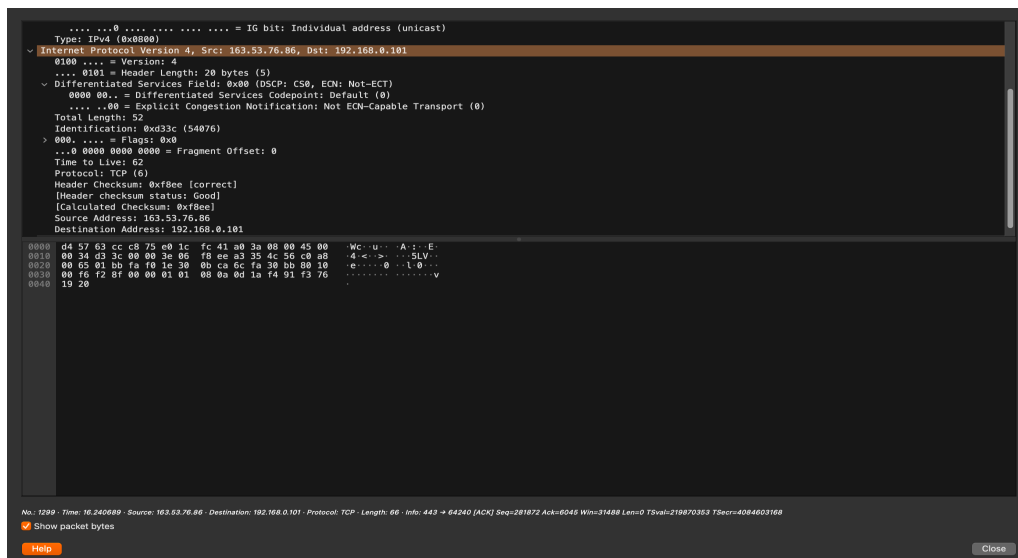 .... ...0 .... .... .... .... = IG bit: Individual address (unicast)
Type: IPv4 (0x0800)
Internet Protocol Version 4, Src: 163.53.76.86, Dst: 192.168.0.101
0100 .... = Version: 4
.... 0101 = Header Length: 20 bytes (5)
Differentiated Services Field: 0x00 (DSCP: CS0, ECN: Not-ECT)
0000 00.. = Differentiated Services Codepoint: Default (0)
.... ..00 = Explicit Congestion Notification: Not ECN-Capable Transport (0)
Total Length: 52
Identification: 0xd33c (54076)
000. .... = Flags: 0x0
...0 0000 0000 0000 = Fragment Offset: 0
Time to Live: 62
Protocol: TCP (6)
Header Checksum: 0xf8ee [correct]
[Header checksum status: Good]
[Calculated Checksum: 0xf8ee]
Source Address: 163.53.76.86
Destination Address: 192.168.0.101
0000 d4 57 63 cc c8 75 e0 1c fc 41 a0 3a 08 00 45 00 ·Wc··u·· ·A·:··E·
0010 00 34 d3 3c 00 00 3e 06 f8 ee a3 35 4c 56 c0 a8 ·4·<··>· ···5LV··
0020 00 65 01 bb fa f0 1e 30 0b ca 6c fa 30 bb 80 10 ·e·····0 ··l·0···
0030 00 f6 f2 8f 00 00 01 01 08 0a 0d 1a f4 91 f3 76 ········ ·······v
0040 19 20 ·
No.: 1299 · Time: 16.240689 · Source: 163.53.76.86 · Destination: 192.168.0.101 · Protocol: TCP · Length: 66 · Info: 443 → 64240 [ACK] Seq=281872 Ack=6045 Win=31488 Len=0 TSval=219870353 TSecr=4084603168
Show packet bytes
Help
Close